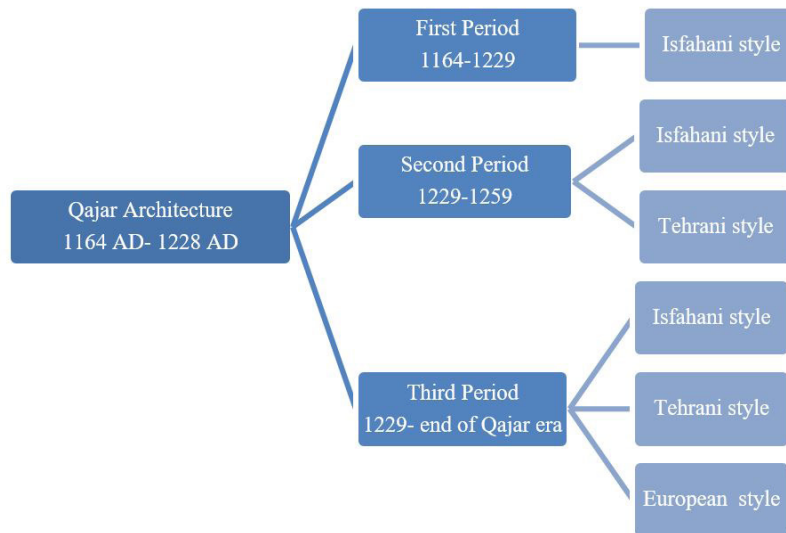 Qajar Architecture
1164 AD- 1228 AD
First Period
1164-1229
Isfahani style
Second Period
1229-1259
Isfahani style
Tehrani style
Third Period
1229- end of Qajar era
Isfahani style
Tehrani style
European  style